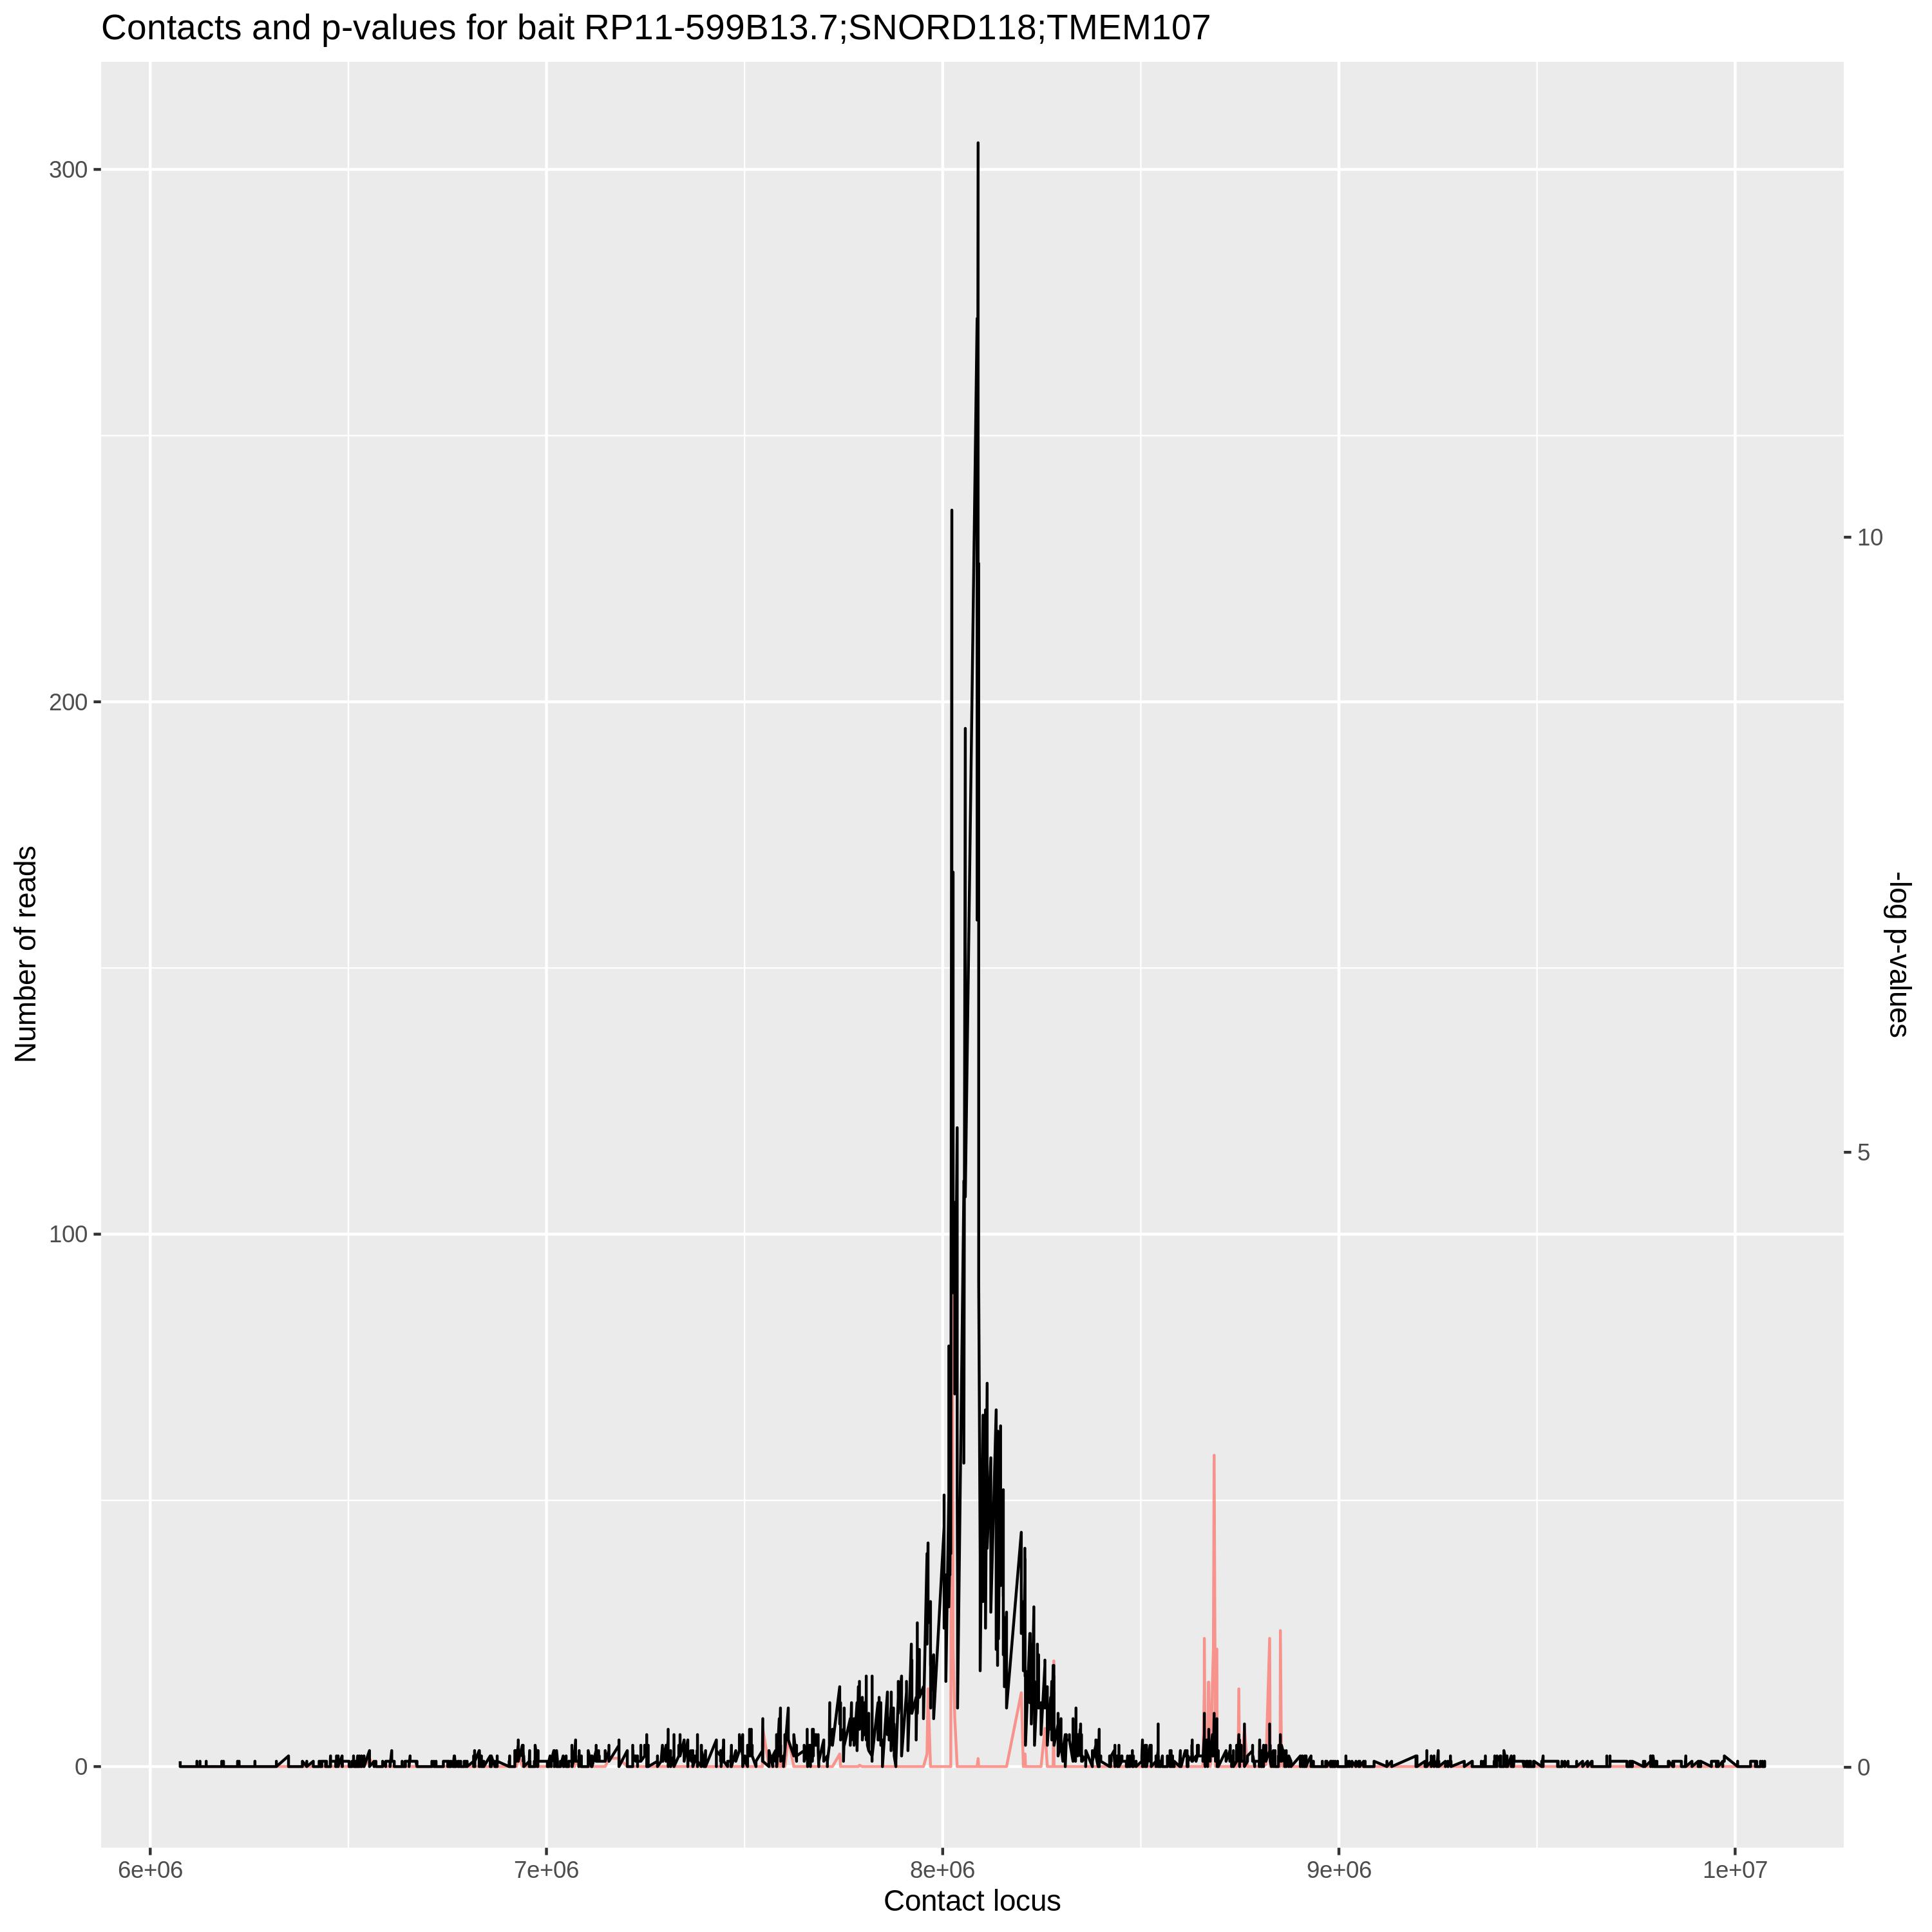 Contacts and p-values for bait RP11-599B13.7;SNORD118;TMEM107
300
200
100
0
Number of reads
10
5
0
-log p-values
6e+06
7e+06
8e+06
9e+06
1e+07
Contact locus